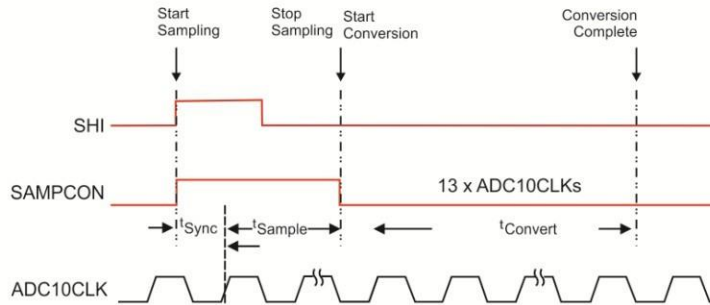 Start
Sampling
Stop
Sampling
Start
Conversion
Conversion
Complete
SHI
SAMPCON
13 x ADC10CLKs
tSync
tSample
tConvert
ADC10CLK